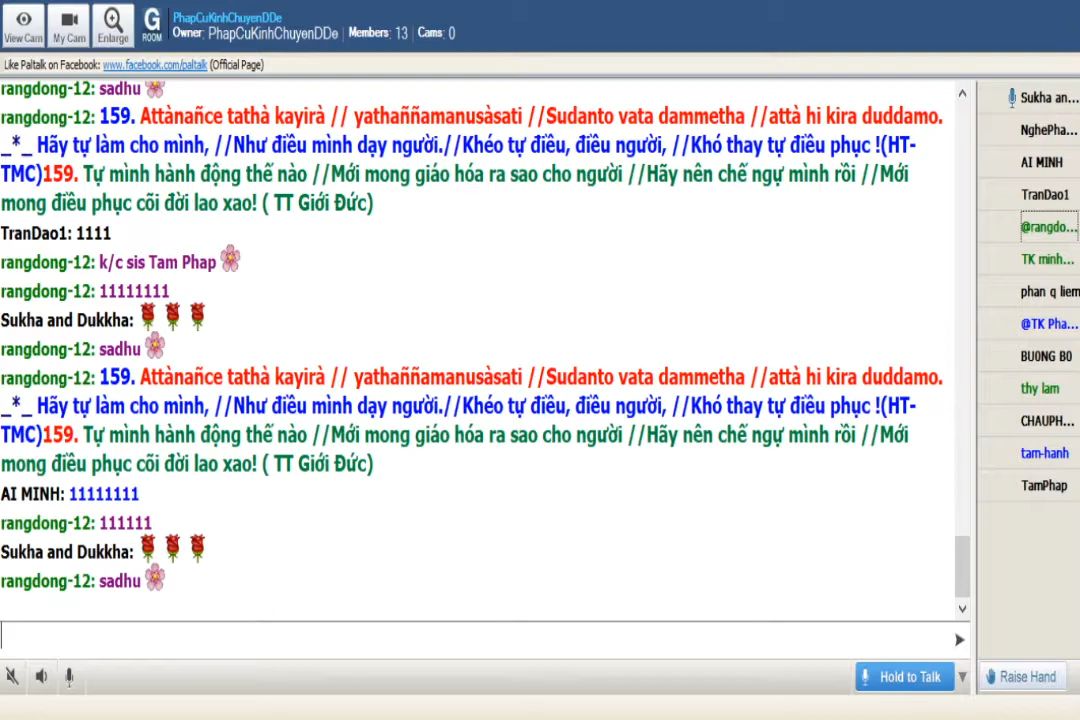 View Cam My Cam Enlarge G ROOM PhapCuKinhChuyenDDe
Owner: PhapCuKinhChuyenDDe Members: 13 Cams: 0
Like Paltalk on Facebook: www.facebook.com/paltalk (Official Page)
rangdong-12: sadhu
rangdong-12: 159. Attànañce tathà kayirà // yathaññamanusàsati //Sudanto vata dammetha //attà hi kira duddamo.
_*_ Hãy tự làm cho mình, //Như điều mình dạy người.//Khéo tự điều, điều người, //Khó thay tự điều phục !(HT-
TMC)159. Tự mình hành động thế nào //Mới mong giáo hóa ra sao cho người //Hãy nên chế ngự mình rồi //Mới
mong điều phục cõi đời lao xao! ( TT Giới Đức)
TranDao1: 1111
rangdong-12: k/c sis Tam Phap
rangdong-12: 11111111
Sukha and Dukkha:
rangdong-12: sadhu
rangdong-12: 159. Attànañce tathà kayirà // yathaññamanusàsati //Sudanto vata dammetha //attà hi kira duddamo.
_*_ Hãy tự làm cho mình, //Như điều mình dạy người.//Khéo tự điều, điều người, //Khó thay tự điều phục !(HT-
TMC)159. Tự mình hành động thế nào //Mới mong giáo hóa ra sao cho người //Hãy nên chế ngự mình rồi //Mới
mong điều phục cõi đời lao xao! ( TT Giới Đức)
AI MINH: 11111111
rangdong-12: 111111
Sukha and Dukkha:
rangdong-12: sadhu
Hold to Talk
Sukha an...
NghePha...
AI MINH
TranDao1
@rangdo...
TK minh...
phan q liem
@TK Pha...
BUONG BO
thy lam
CHAUPH...
tam-hanh
TamPhap
Raise Hand